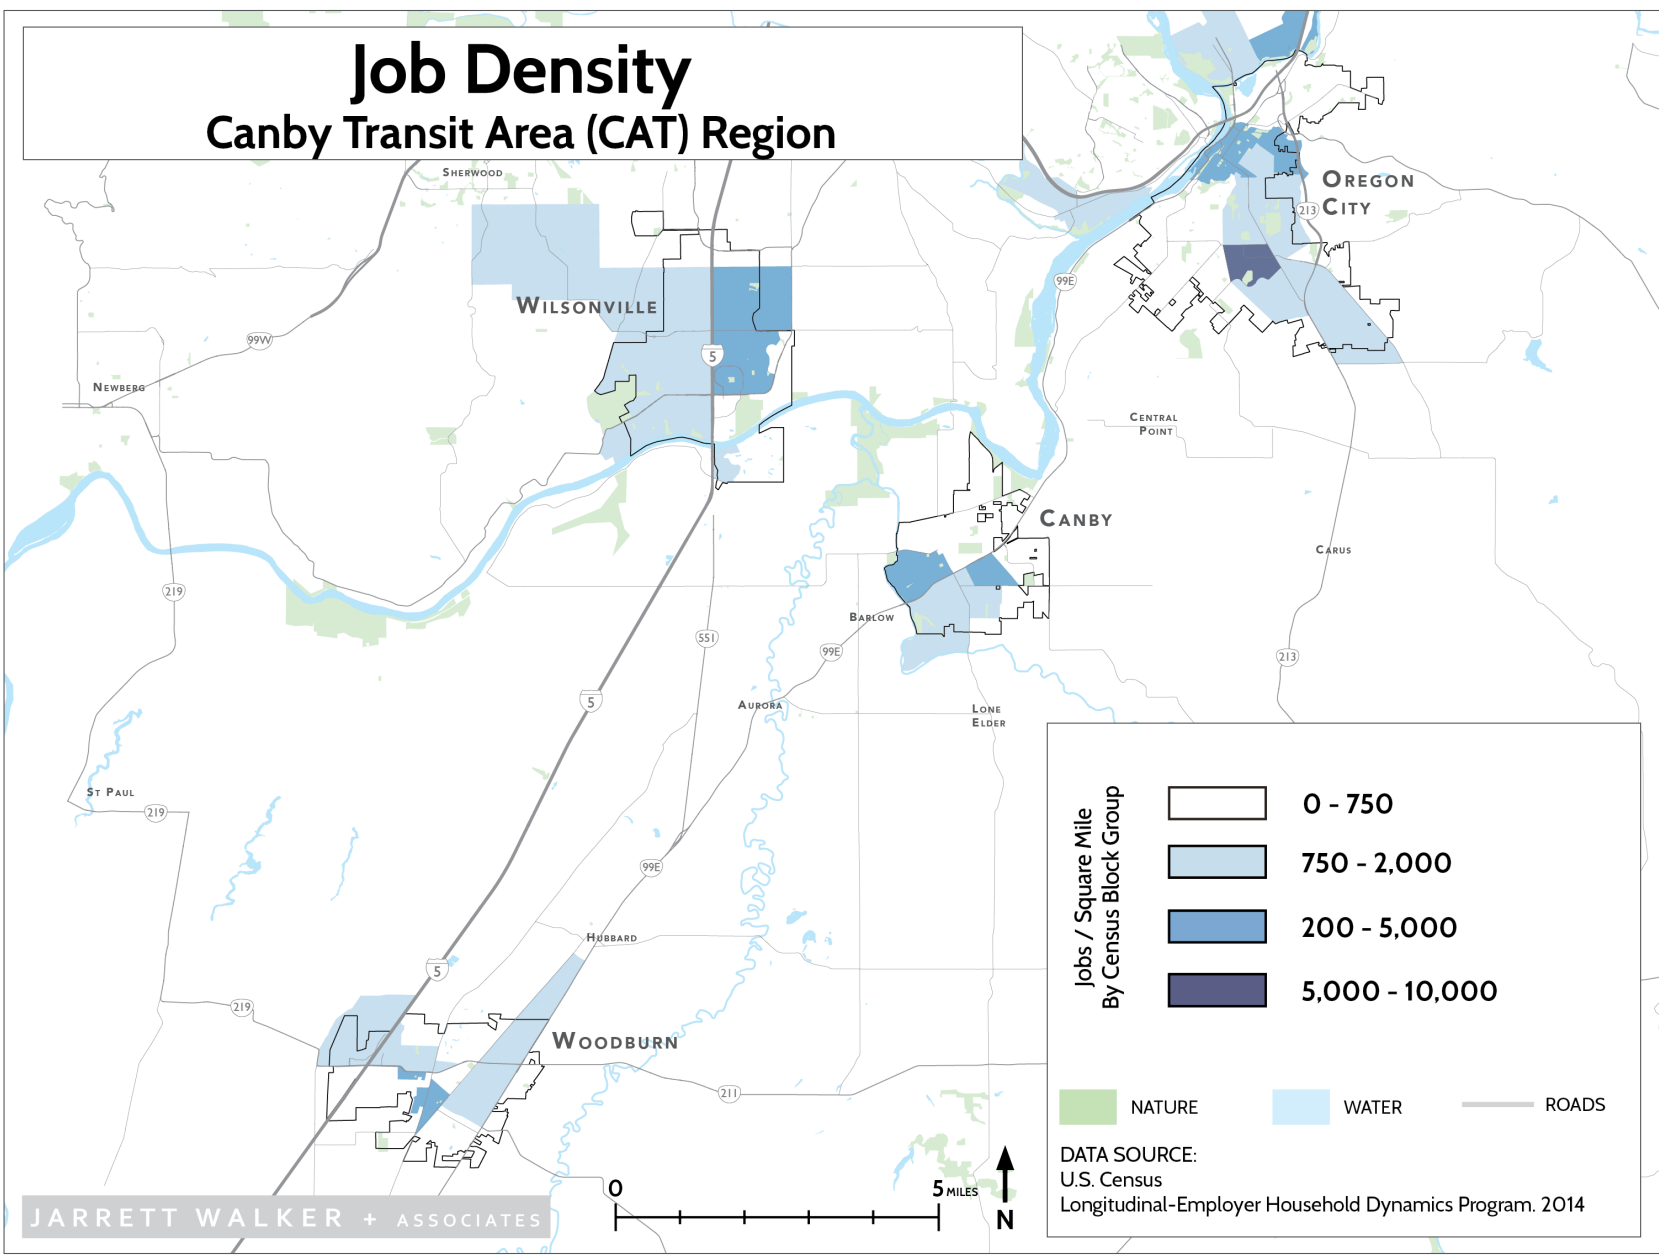 Job Density
Canby Transit Area (CAT) Region
SHERWOOD
OREGON
CITY
213
99E
WILSONVILLE
5
99W
NEWBERG
CENTRAL
POINT
CANBY
CARUS
219
BARLOW
551
99E
213
5
AURORA
LONE
ELDER
ST PAUL
219
99E
HUBBARD
5
219
WOODBURN
211
Jobs / Square Mile
By Census Block Group
0 - 750
750 - 2,000
200 - 5,000
5,000 - 10,000
NATURE
WATER
ROADS
DATA SOURCE:
U.S. Census
Longitudinal-Employer Household Dynamics Program. 2014
0
5 MILES
N
JARRETT WALKER + ASSOCIATES